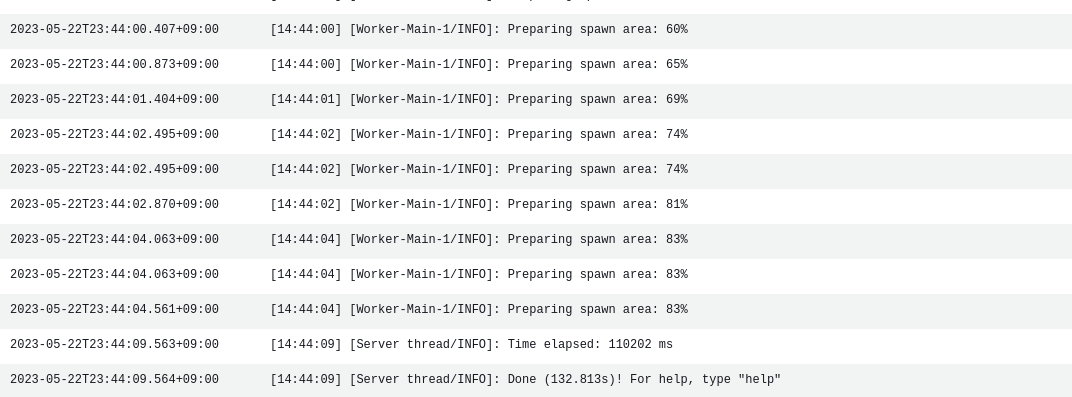 2023-05-22T23:44:00.407+09:00 [14:44:00] [Worker-Main-1/INFO]: Preparing spawn area: 60%
2023-05-22T23:44:00.873+09:00 [14:44:00] [Worker-Main-1/INFO]: Preparing spawn area: 65%
2023-05-22T23:44:01.404+09:00 [14:44:01] [Worker-Main-1/INFO]: Preparing spawn area: 69%
2023-05-22T23:44:02.495+09:00 [14:44:02] [Worker-Main-1/INFO]: Preparing spawn area: 74%
2023-05-22T23:44:02.495+09:00 [14:44:02] [Worker-Main-1/INFO]: Preparing spawn area: 74%
2023-05-22T23:44:02.870+09:00 [14:44:02] [Worker-Main-1/INFO]: Preparing spawn area: 81%
2023-05-22T23:44:04.063+09:00 [14:44:04] [Worker-Main-1/INFO]: Preparing spawn area: 83%
2023-05-22T23:44:04.063+09:00 [14:44:04] [Worker-Main-1/INFO]: Preparing spawn area: 83%
2023-05-22T23:44:04.561+09:00 [14:44:04] [Worker-Main-1/INFO]: Preparing spawn area: 83%
2023-05-22T23:44:09.563+09:00 [14:44:09] [Server thread/INFO]: Time elapsed: 110202 ms
2023-05-22T23:44:09.564+09:00 [14:44:09] [Server thread/INFO]: Done (132.813s)! For help, type "help"